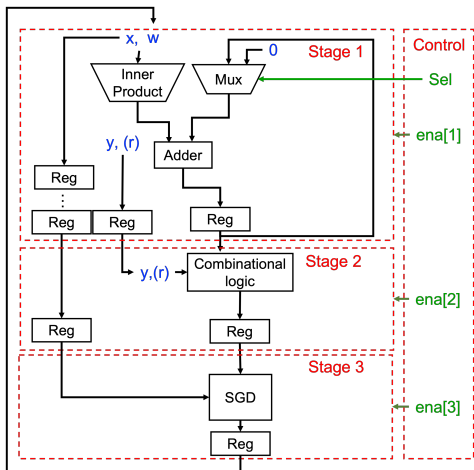 x, w
0
Stage 1
Control
Inner
Product
Mux
Sel
y, (r)
Adder
ena[1]
Reg
⋮
Reg
Reg
Reg
Stage 2
Combinational
logic
y,(r)
ena[2]
Reg
Reg
Stage 3
SGD
ena[3]
Reg